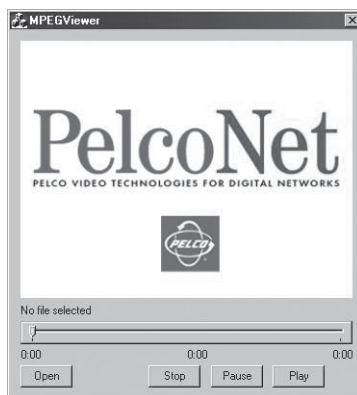 MPEGViewer
PelcoNet
PELCO VIDEO TECHNOLOGIES FOR DIGITAL NETWORKS
PELCO
No file selected
0:00 0:00 0:00
Open Stop Pause Play